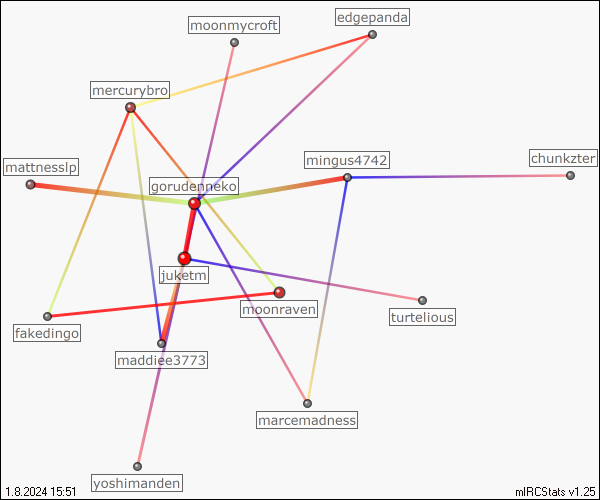 moonmycroft
edgepanda
mercurybro
mattnesslp
mingus4742
chunkzter
gorudenneko
juketm
moonraven
turtelious
fakedingo
maddiee3773
marcemadness
yoshimanden
1.8.2024 15:51
mIRCStats v1.25